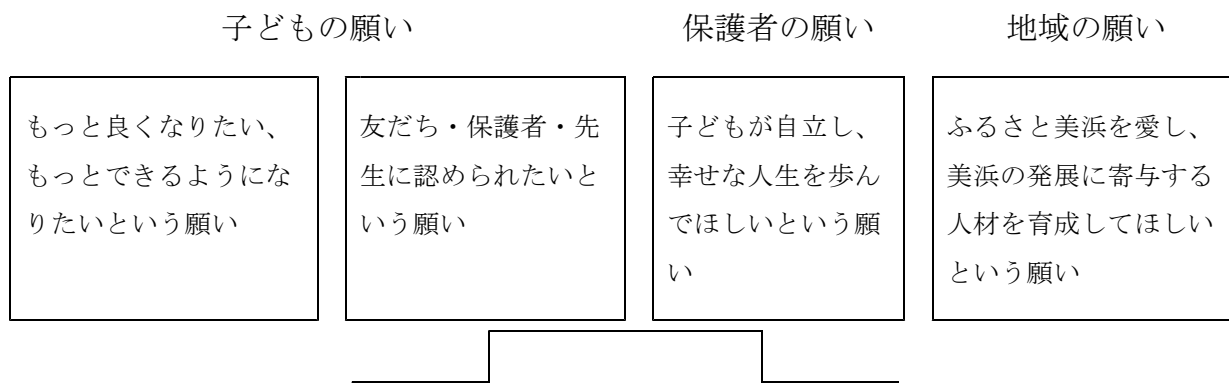 子どもの願い
保護者の願い
地域の願い
もっと良くなりたい、
もっとできるようにな
りたいという願い
友だち・保護者・先
生に認められたいと
いう願い
子どもが自立し、
幸せな人生を歩ん
でほしいという願
い
ふるさと美浜を愛し、
美浜の発展に寄与する
人材を育成してほしい
という願い